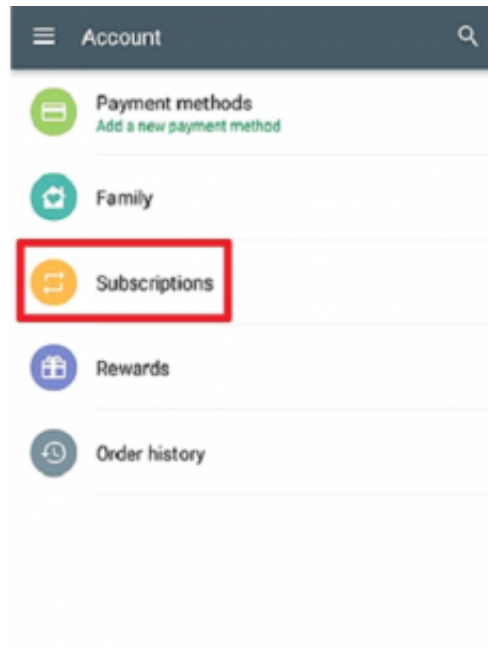 Account
Payment methods
Add a new payment method
Family
Subscriptions
Rewards
Order history